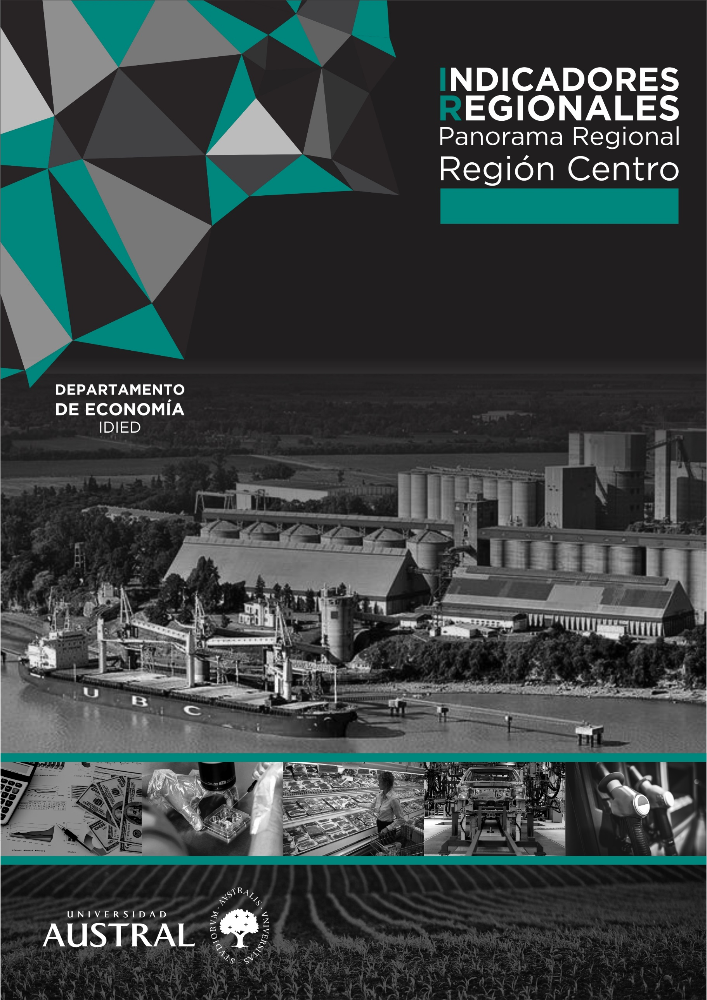 INDICADORES
REGIONALES
Panorama Regional
Región Centro
DEPARTAMENTO
DE ECONOMÍA
IDIED
U B C
UNIVERSIDAD
AUSTRAL
STVDIORVM - AVSTRALIS - VNIVERSITAS -